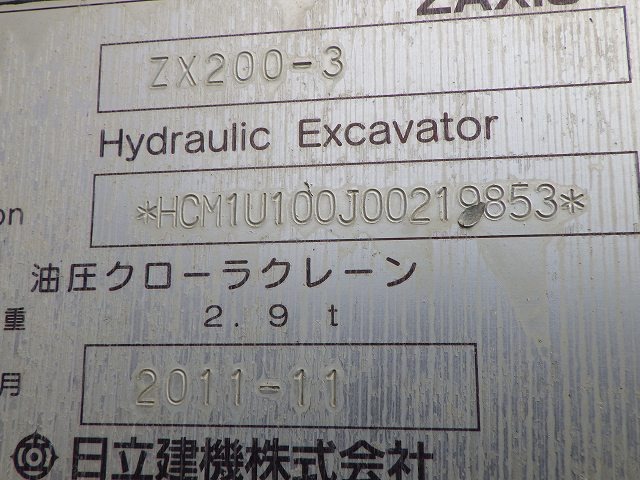 ZAXIS
ZX200-3
Hydraulic Excavator
on *HCM1U100J00219853*
油圧クローラクレーン
重 2.9 t
月 2011-11
日立建機株式会社